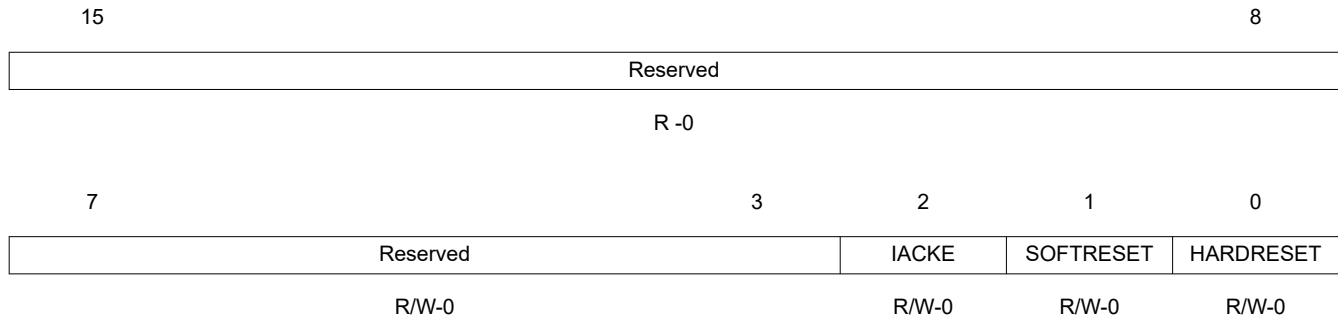 15 8
Reserved
R -0
7 3 2 1 0
Reserved IACKE SOFTRESET HARDRESET
R/W-0 R/W-0 R/W-0 R/W-0